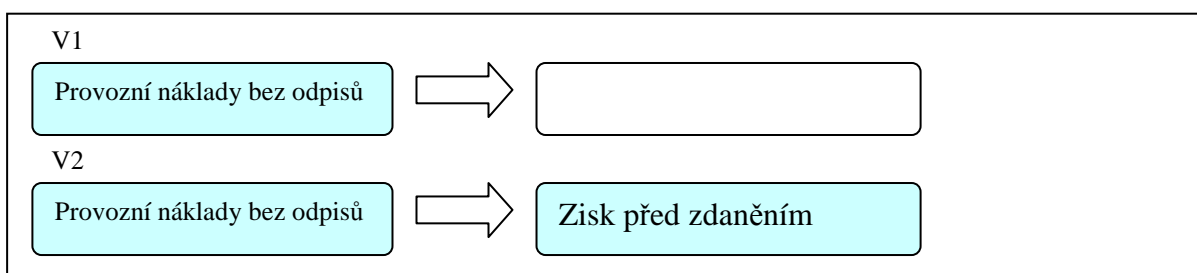 V1
Provozní náklady bez odpisů
V2
Provozní náklady bez odpisů
Zisk před zdaněním